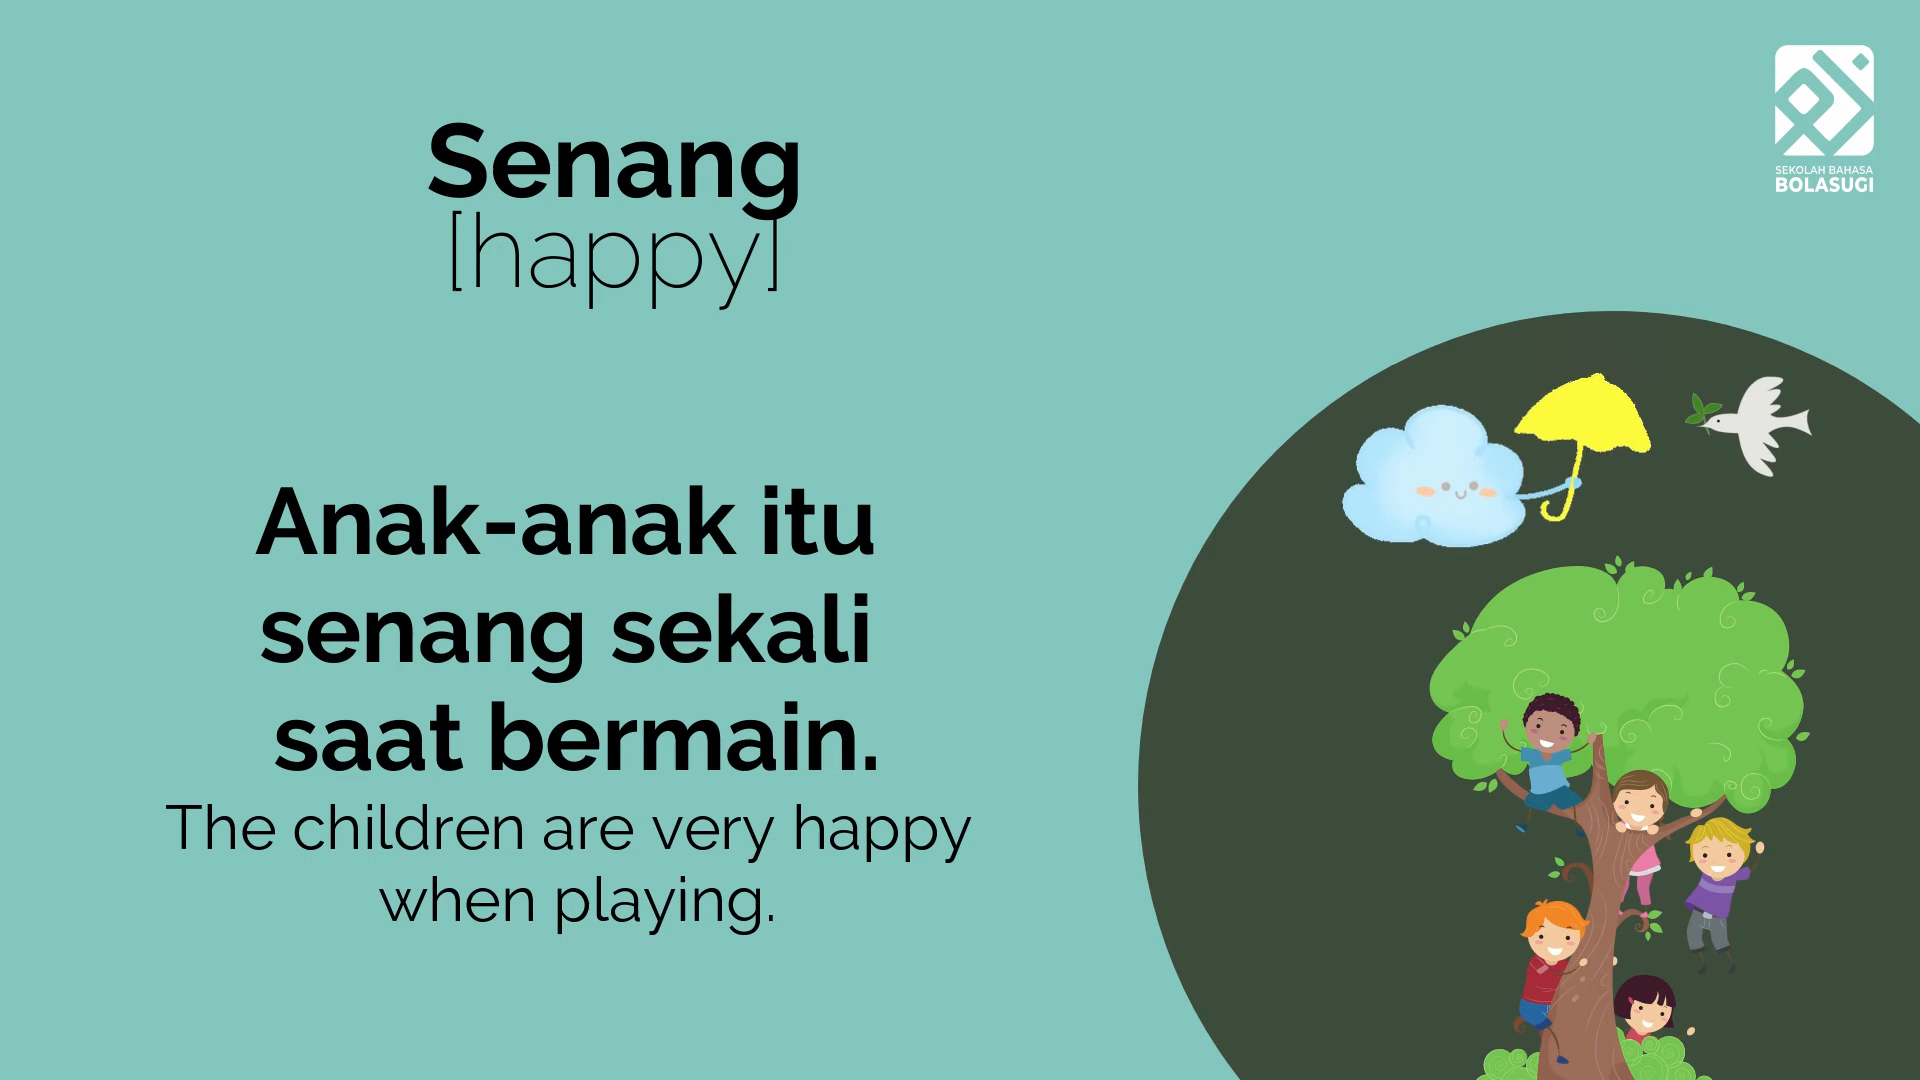 SEKOLAH BAHASA
BOLASUGI
Senang
[happy]
Anak-anak itu
senang sekali
saat bermain.
The children are very happy
when playing.